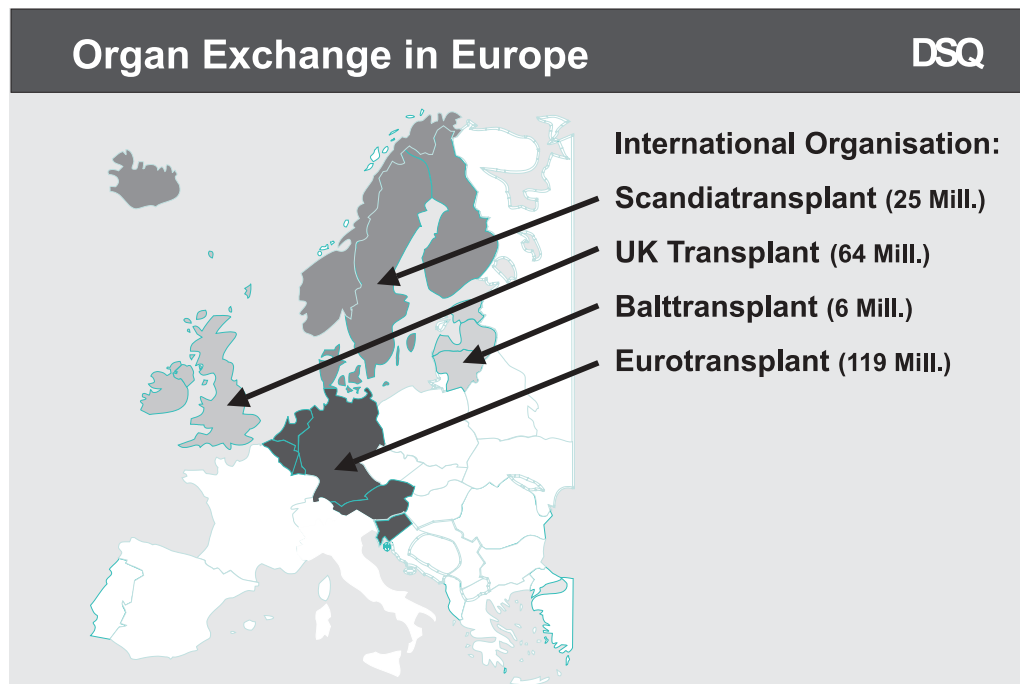 Organ Exchange in Europe
DSQ
International Organisation:
Scandiatransplant (25 Mill.)
UK Transplant (64 Mill.)
Balttransplant (6 Mill.)
Eurotransplant (119 Mill.)